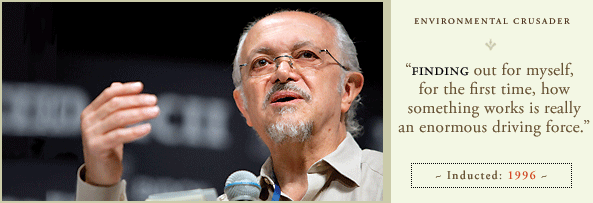 ENVIRONMENTAL CRUSADER
“FINDING out for myself,
for the first time, how
something works is really
an enormous driving force.”
~ Inducted: 1996 ~